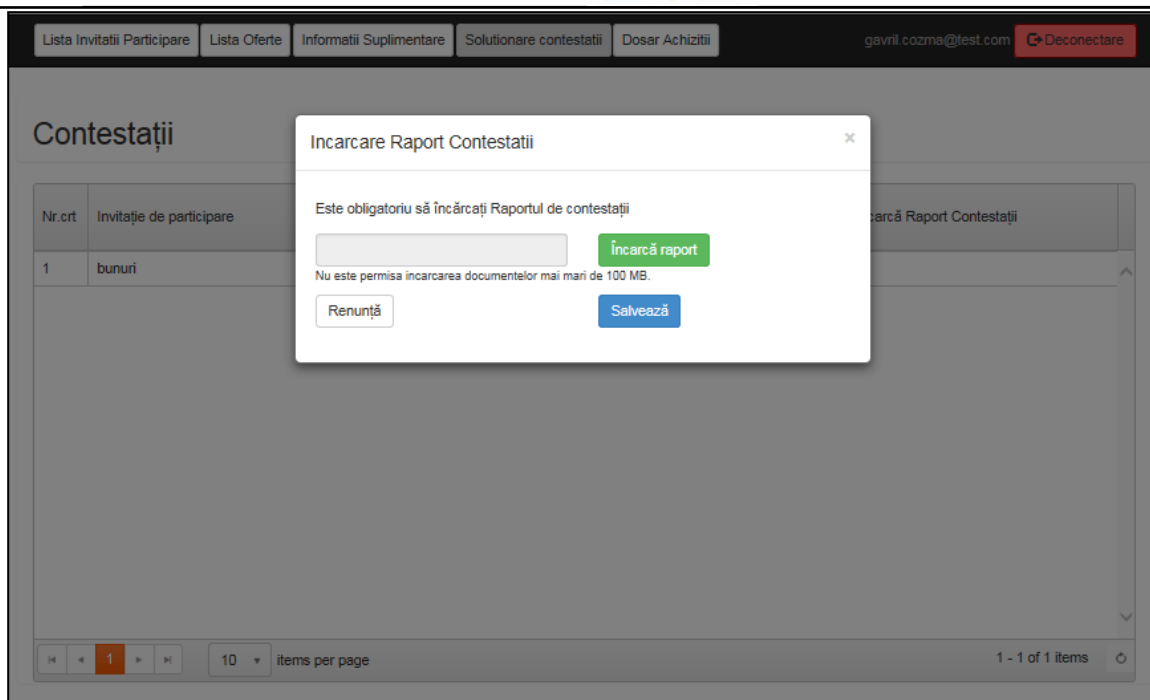 Lista Invitatii Participare Lista Oferte Informatii Suplimentare Solutionare contestatii Dosar Achizitii gavril.cozma@test.com Deconectare
Contestații
Incarcare Raport Contestatii ×
Nr.crt Invitație de participare carcă Raport Contestații
Este obligatoriu să încărcați Raportul de contestații
Încarcă raport
1 bunuri
Nu este permisa incarcarea documentelor mai mari de 100 MB.
Renunță Salvează
1 10 items per page 1 - 1 of 1 items